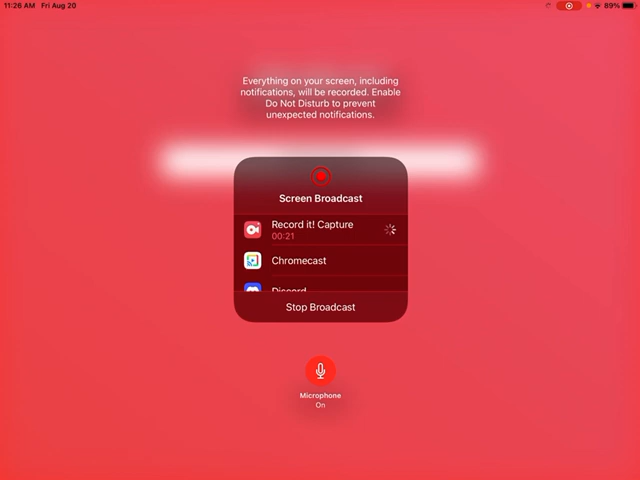 11:26 AM Fri Aug 20
89%
Everything on your screen, including
notifications, will be recorded. Enable
Do Not Disturb to prevent
unexpected notifications.
Screen Broadcast
Record it! Capture
00:21
Chromecast
Discord
Stop Broadcast
Microphone
On